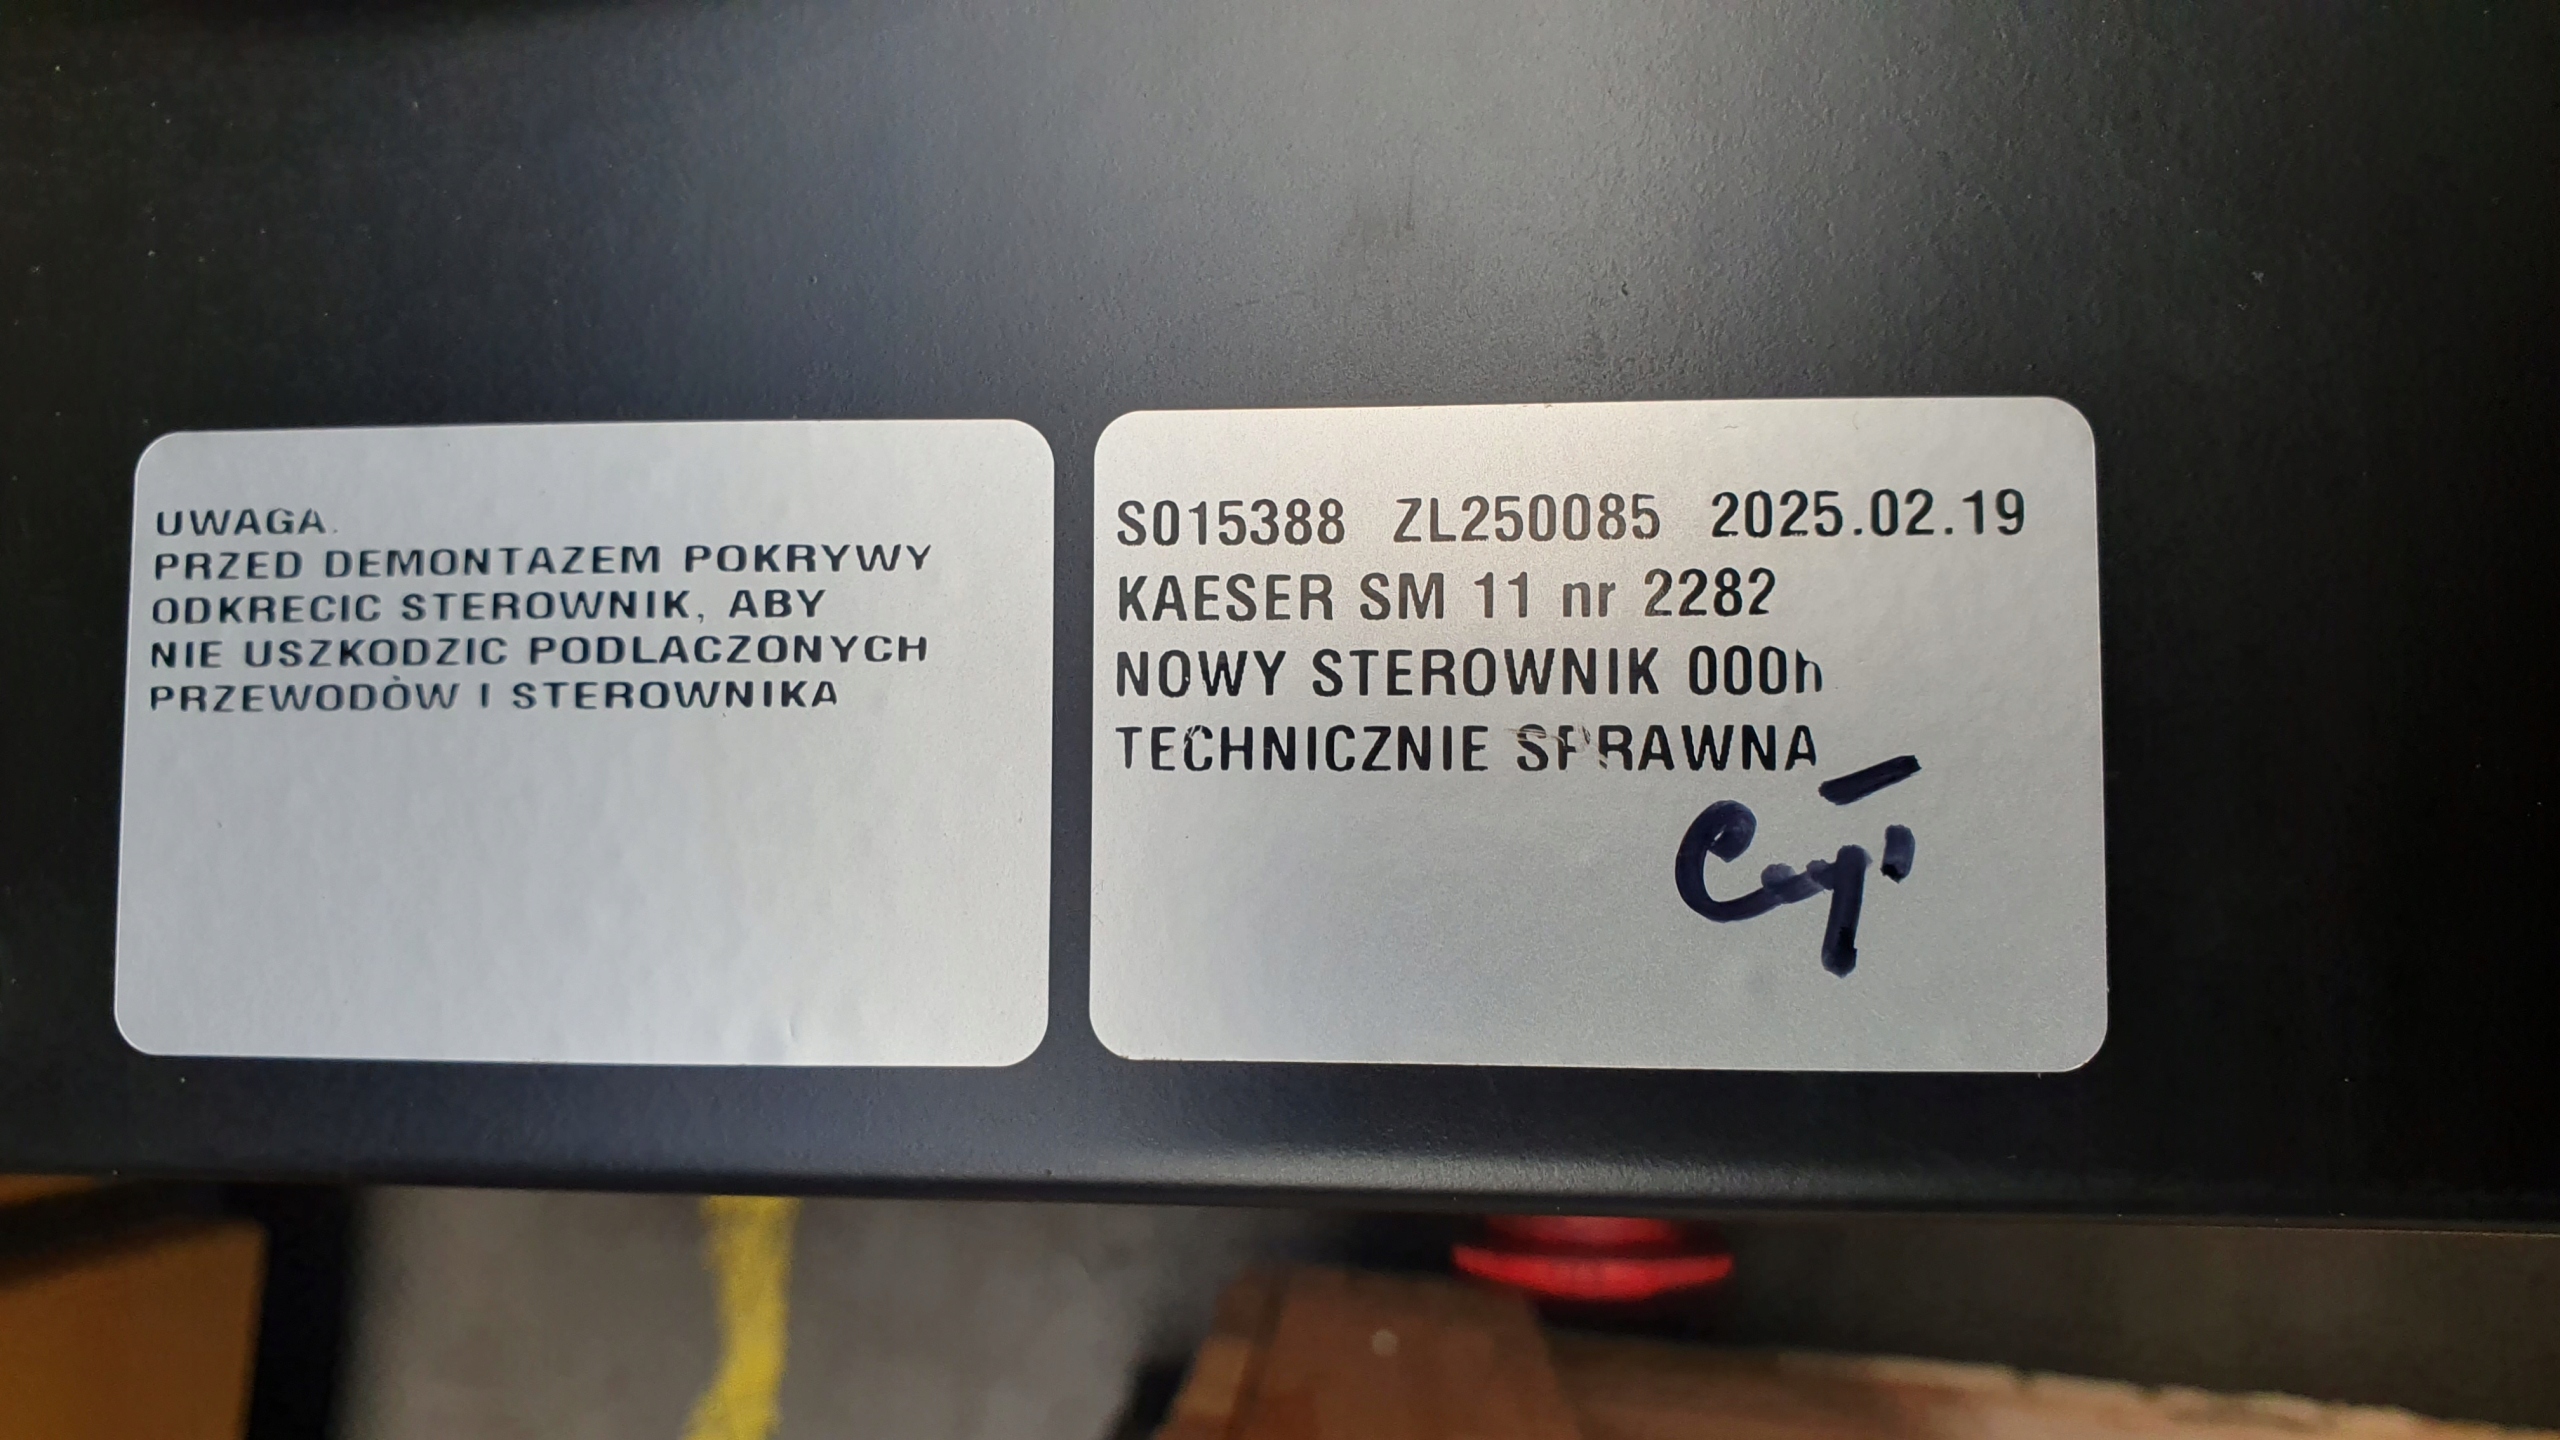 UWAGA.
PRZED DEMONTAZEM POKRYWY
ODKRECIC STEROWNIK, ABY
NIE USZKODZIC PODLACZONYCH
PRZEWODÓW I STEROWNIKA
S015388 ZL250085 2025.02.19
KAESER SM 11 nr 2282
NOWY STEROWNIK 000h
TECHNICZNIE SPRAWNA